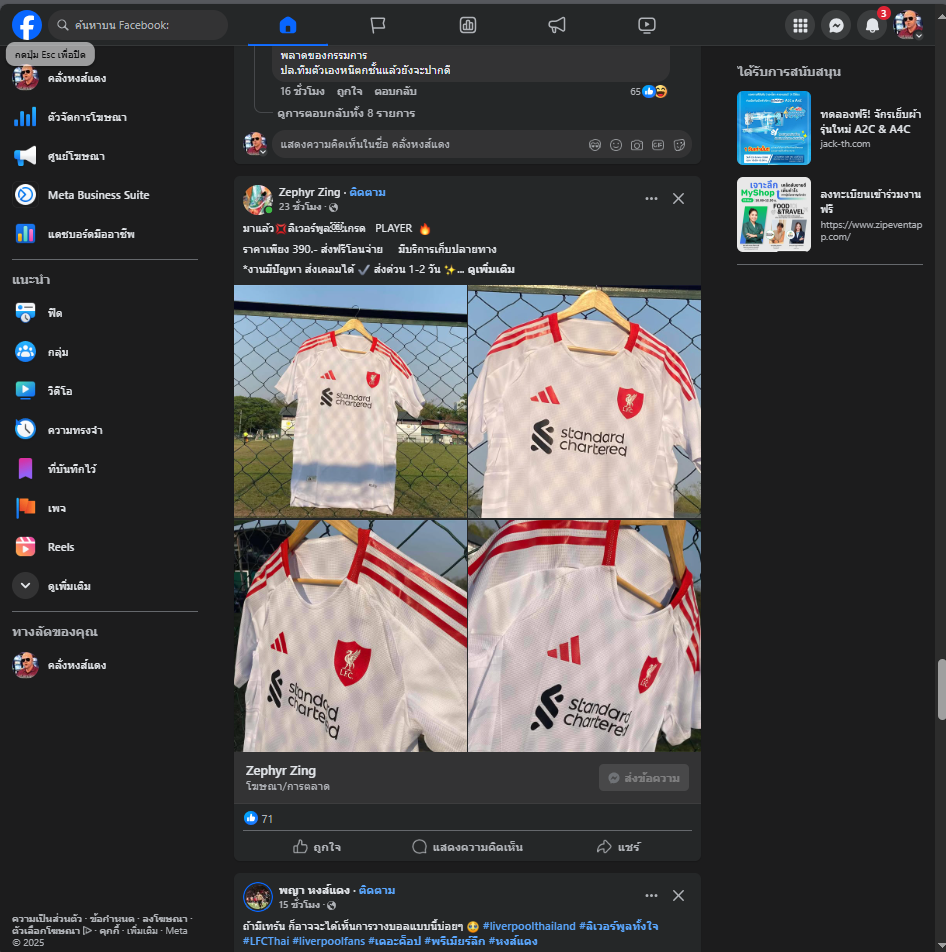 ค้นหาบน Facebook:
3
กดปุ่ม Esc เพื่อปิด
คลั่งหงส์แดง
ตัวจัดการโฆษณา
ศูนย์โฆษณา
Meta Business Suite
แดชบอร์ดมืออาชีพ
แนะนำ
ฟีด
กลุ่ม
วิดีโอ
ความทรงจำ
ที่บันทึกไว้
เพจ
Reels
ดูเพิ่มเติม
ทางลัดของคุณ
คลั่งหงส์แดง
ความเป็นส่วนตัว · ข้อกำหนด · ลงโฆษณา ·
ตัวเลือกโฆษณา · คุกกี้ · เพิ่มเติม · Meta
© 2025
พลาดของกรรมการ
ปล.ทีมตัวเองหนีตกชั้นแล้วยังจะปากดี
16 ชั่วโมง ถูกใจ ตอบกลับ 65
ดูการตอบกลับทั้ง 8 รายการ
แสดงความคิดเห็นในชื่อ คลั่งหงส์แดง
Zephyr Zing · ติดตาม
23 ชั่วโมง ·
มาแล้ว💢ลิเวอร์พูล เกรด PLAYER 🔥
ราคาเพียง 390.- ส่งฟรีโอนจ่าย มีบริการเก็บปลายทาง
*งานมีปัญหา ส่งเคลมได้ ✔️ ส่งด่วน 1-2 วัน ✨... ดูเพิ่มเติม
standard
chartered
standard
chartered
L.F.C.
standard
chartered
L.F.C.
standard
chartered
Zephyr Zing
โฆษณา/การตลาด
ส่งข้อความ
71
ถูกใจ
แสดงความคิดเห็น
แชร์
พญา หงส์แดง · ติดตาม
15 ชั่วโมง ·
ถ้ามีเทร้น ก็อาจจะได้เห็นการวางบอลแบบนี้บ่อยๆ 🥹 #liverpoolthailand #ลิเวอร์พูลทั้งใจ
#LFCThai #liverpoolfans #เดอะค็อป #พรีเมียร์ลีก #หงส์แดง
ได้รับการสนับสนุน
ทดลองฟรี! จักรเย็บผ้า
รุ่นใหม่ A2C & A4C
jack-th.com
เจาะลึก
MyShop
FOOD
&TRAVEL
ลงทะเบียนเข้าร่วมงาน
ฟรี
https://www.zipeventap
p.com/